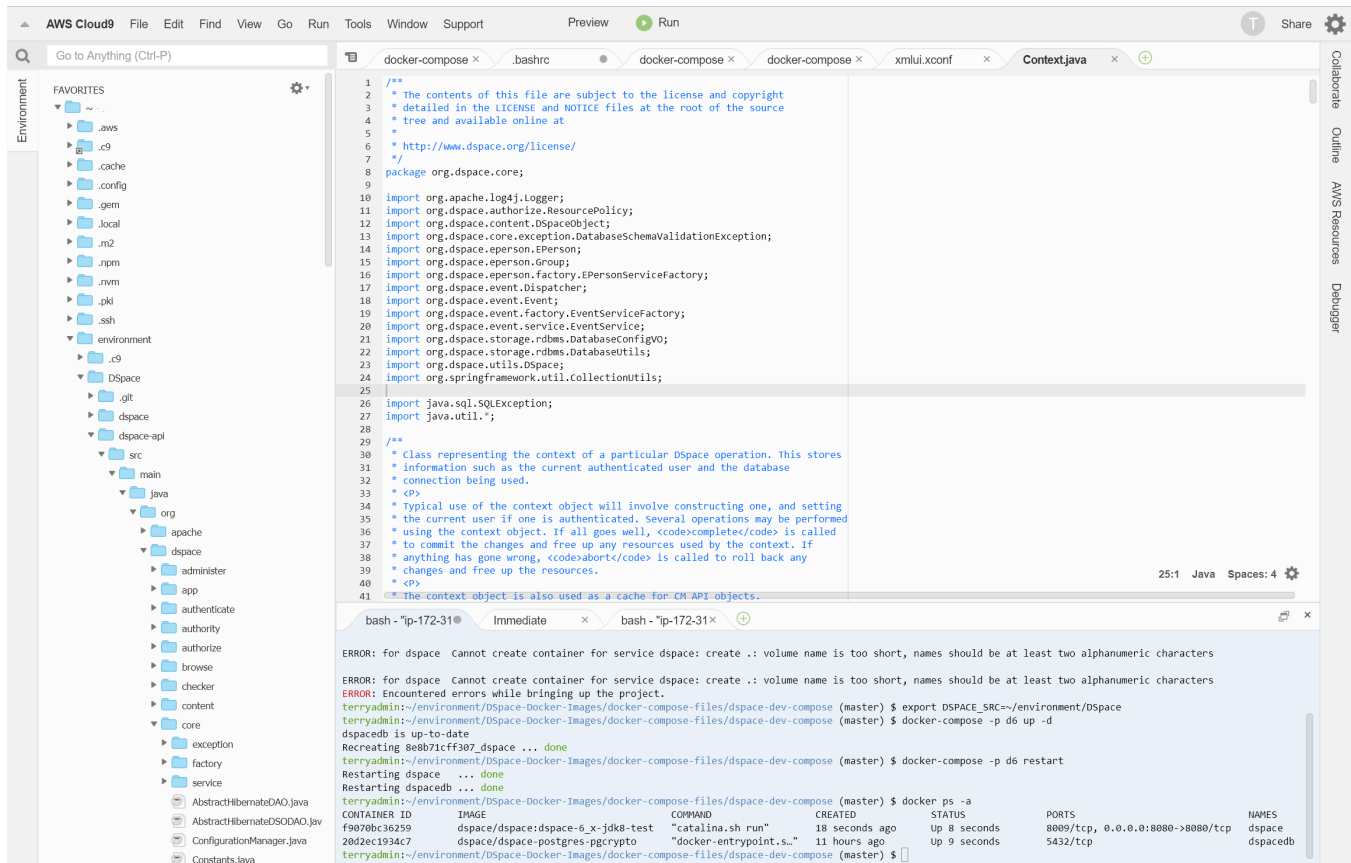 AWS Cloud9 File Edit Find View Go Run Tools Window Support Preview Run T Share
Go to Anything (Ctrl-P)
Environment
FAVORITES
~
.aws
.c9
.cache
.config
.gem
.local
.m2
.npm
.nvm
.pki
.ssh
environment
.c9
DSpace
.git
dspace
dspace-api
src
main
java
org
apache
dspace
administer
app
authenticate
authority
authorize
browse
checker
content
core
exception
factory
service
AbstractHibernateDAO.java
AbstractHibernateDSODAO.jav
ConfigurationManager.java
Constants.java
docker-compose × .bashrc docker-compose × docker-compose × xmlui.xconf × Context.java ×
1 /**
2 * The contents of this file are subject to the license and copyright
3 * detailed in the LICENSE and NOTICE files at the root of the source
4 * tree and available online at
5 *
6 * http://www.dspace.org/license/
7 */
8 package org.dspace.core;
9
10 import org.apache.log4j.Logger;
11 import org.dspace.authorize.ResourcePolicy;
12 import org.dspace.content.DSpaceObject;
13 import org.dspace.core.exception.DatabaseSchemaValidationException;
14 import org.dspace.eperson.EPerson;
15 import org.dspace.eperson.Group;
16 import org.dspace.eperson.factory.EPersonServiceFactory;
17 import org.dspace.event.Dispatcher;
18 import org.dspace.event.Event;
19 import org.dspace.event.factory.EventServiceFactory;
20 import org.dspace.event.service.EventService;
21 import org.dspace.storage.rdbms.DatabaseConfigVO;
22 import org.dspace.storage.rdbms.DatabaseUtils;
23 import org.dspace.utils.DSpace;
24 import org.springframework.util.CollectionUtils;
25
26 import java.sql.SQLException;
27 import java.util.*;
28
29 /**
30 * Class representing the context of a particular DSpace operation. This stores
31 * information such as the current authenticated user and the database
32 * connection being used.
33 * <P>
34 * Typical use of the context object will involve constructing one, and setting
35 * the current user if one is authenticated. Several operations may be performed
36 * using the context object. If all goes well, <code>complete</code> is called
37 * to commit the changes and free up any resources used by the context. If
38 * anything has gone wrong, <code>abort</code> is called to roll back any
39 * changes and free up the resources.
40 * <P>
41 * The context object is also used as a cache for CM API objects.
25:1 Java Spaces: 4
Collaborate
Outline
AWS Resources
Debugger
bash - "ip-172-31 Immediate × bash - "ip-172-31 ×
ERROR: for dspace  Cannot create container for service dspace: create .: volume name is too short, names should be at least two alphanumeric characters
ERROR: for dspace  Cannot create container for service dspace: create .: volume name is too short, names should be at least two alphanumeric characters
ERROR: Encountered errors while bringing up the project.
terryadmin:~/environment/DSpace-Docker-Images/docker-compose-files/dspace-dev-compose (master) $ export DSPACE_SRC=~/environment/DSpace
terryadmin:~/environment/DSpace-Docker-Images/docker-compose-files/dspace-dev-compose (master) $ docker-compose -p d6 up -d
dspacedb is up-to-date
Recreating 8e8b71cff307_dspace ... done
terryadmin:~/environment/DSpace-Docker-Images/docker-compose-files/dspace-dev-compose (master) $ docker-compose -p d6 restart
Restarting dspace   ... done
Restarting dspacedb ... done
terryadmin:~/environment/DSpace-Docker-Images/docker-compose-files/dspace-dev-compose (master) $ docker ps -a
CONTAINER ID IMAGE COMMAND CREATED STATUS PORTS NAMES
f9070bc36259 dspace/dspace:dspace-6_x-jdk8-test "catalina.sh run" 18 seconds ago Up 8 seconds 8009/tcp, 0.0.0.0:8080->8080/tcp dspace
20d2ec1934c7 dspace/dspace-postgres-pgcrypto "docker-entrypoint.s…" 11 hours ago Up 9 seconds 5432/tcp dspacedb
terryadmin:~/environment/DSpace-Docker-Images/docker-compose-files/dspace-dev-compose (master) $